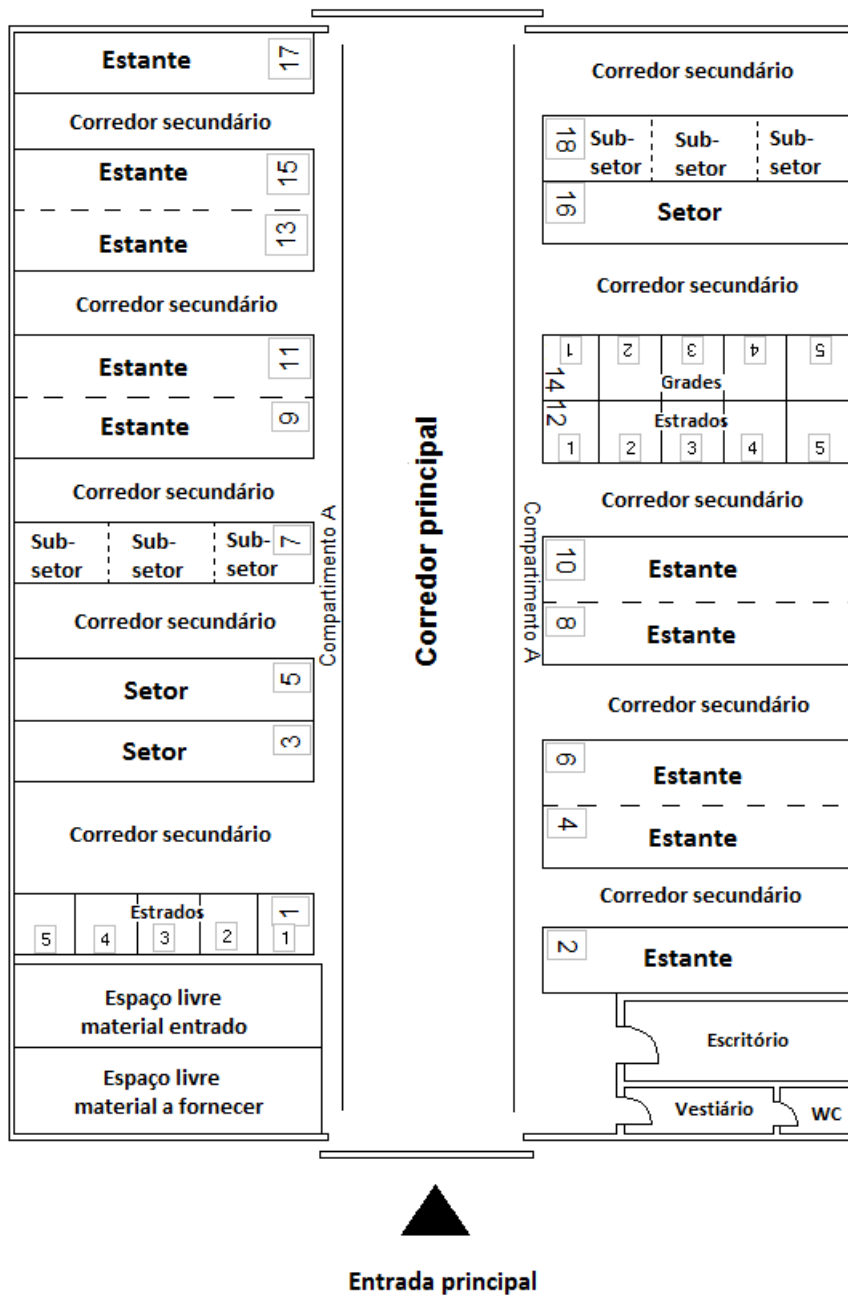 Estante
17
Corredor secundário
Estante
15
Estante
13
Corredor secundário
Estante
11
Estante
9
Corredor secundário
Sub-
setor
Sub-
setor
Sub-
setor
7
Corredor secundário
Setor
5
Setor
3
Corredor secundário
Estrados
1
5
4
3
2
1
Espaço livre
material entrado
Espaço livre
material a fornecer
Compartimento A
Corredor principal
Compartimento A
Corredor secundário
18
Sub-
setor
Sub-
setor
Sub-
setor
16
Setor
Corredor secundário
1
2
3
4
5
14
Grades
12
Estrados
1
2
3
4
5
Corredor secundário
10
Estante
8
Estante
Corredor secundário
6
Estante
4
Estante
Corredor secundário
2
Estante
Escritório
Vestiário
WC
Entrada principal